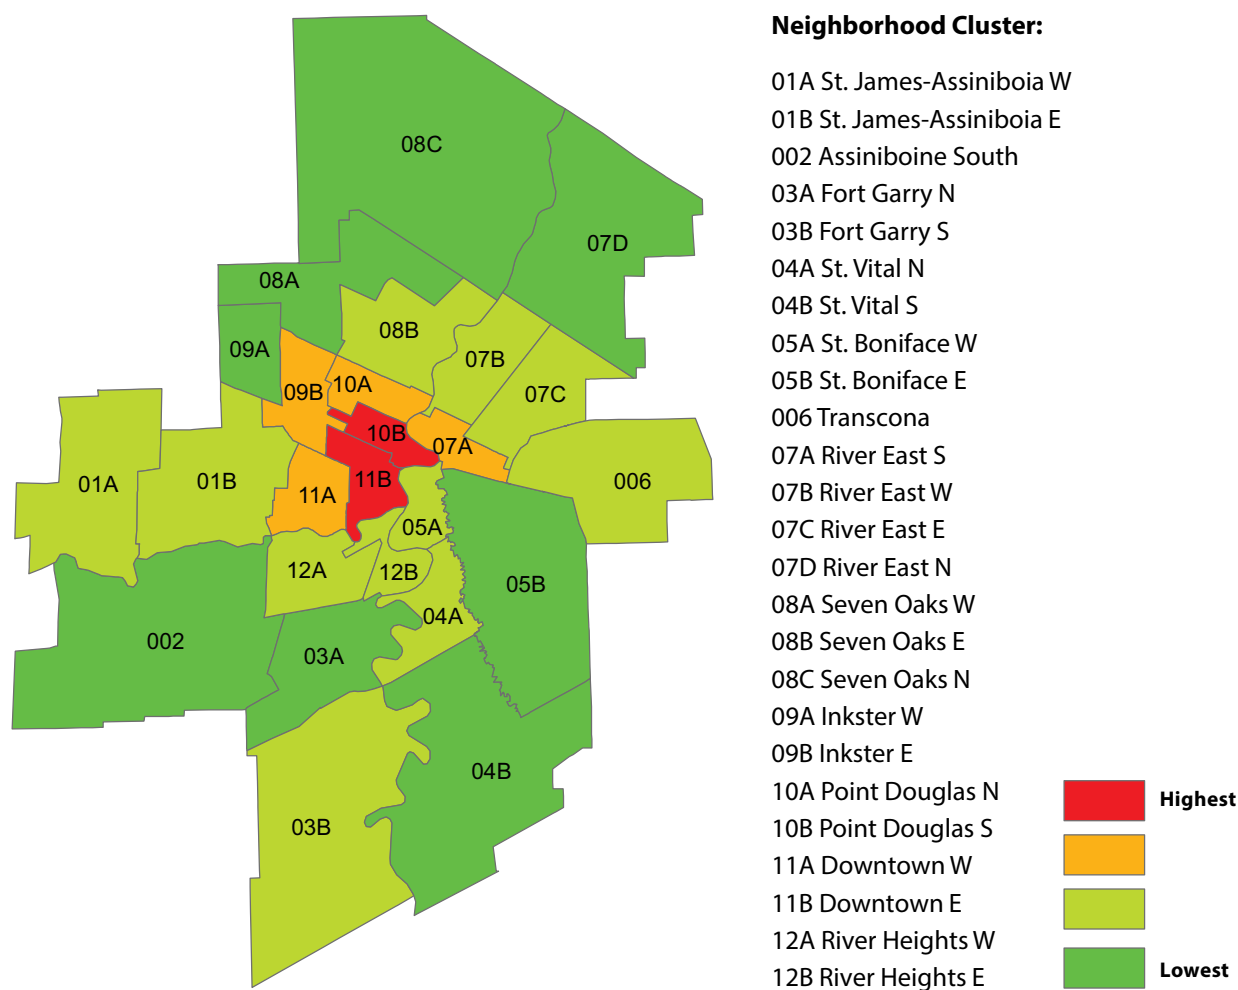 Neighborhood Cluster:
01A St. James-Assiniboia W
01B St. James-Assiniboia E
002 Assiniboine South
03A Fort Garry N
03B Fort Garry S
04A St. Vital N
04B St. Vital S
05A St. Boniface W
05B St. Boniface E
006 Transcona
07A River East S
07B River East W
07C River East E
07D River East N
08A Seven Oaks W
08B Seven Oaks E
08C Seven Oaks N
09A Inkster W
09B Inkster E
10A Point Douglas N
10B Point Douglas S
11A Downtown W
11B Downtown E
12A River Heights W
12B River Heights E
Highest
Lowest
08C
07D
08A
08B
09A
07B
09B
10A
07C
10B
07A
01A
01B
11A
11B
006
05A
12A
12B
05B
04A
002
03A
04B
03B